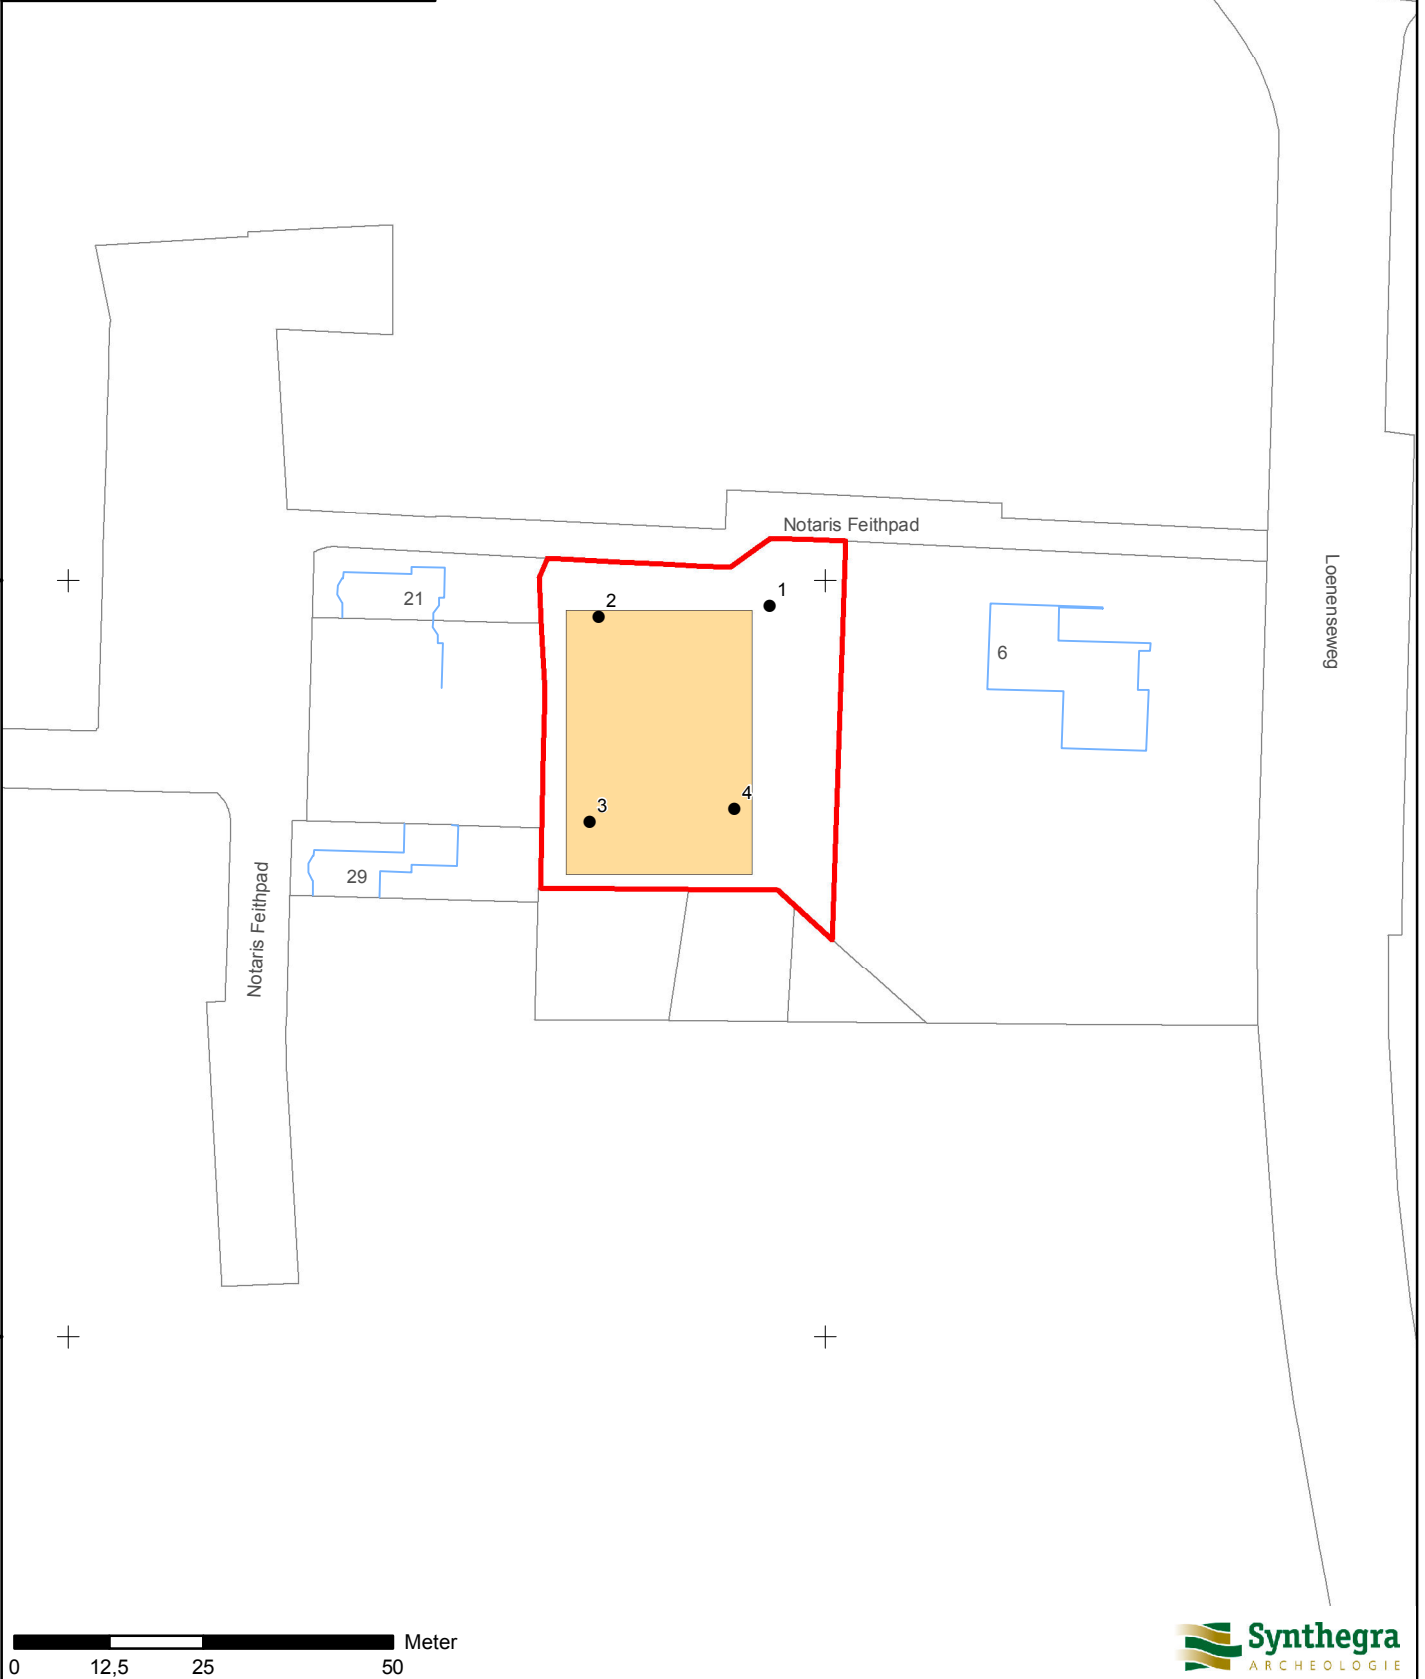 Notaris Feithpad
Loenenseweg
1
2
21
6
3
4
29
Notaris Feithpad
Meter
0 12,5 25 50
Synthegra
ARCHEOLOGIE